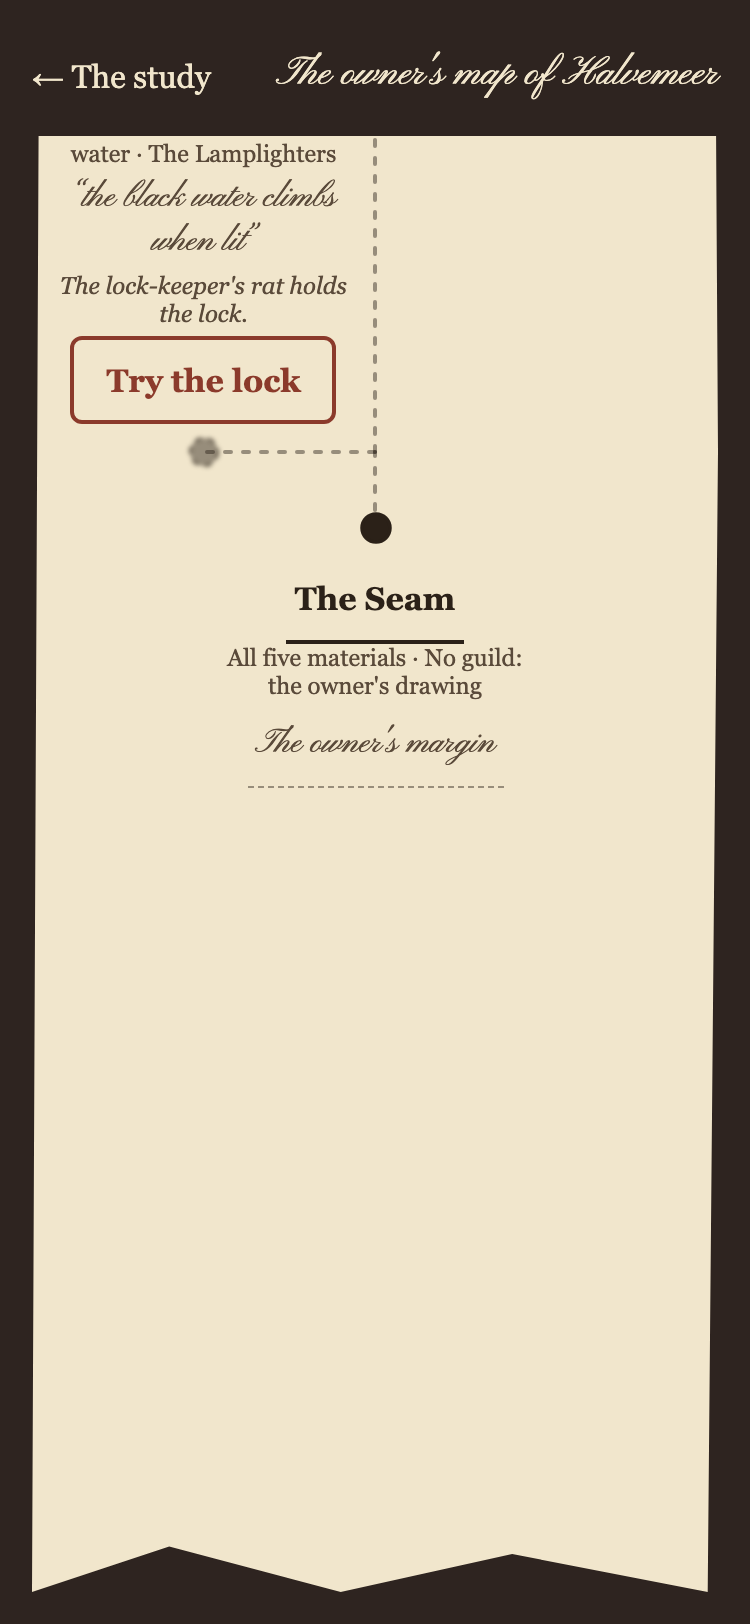 ← The study
The owner's map of Halvemeer
water · The Lamplighters
“the black water climbs
when lit”
The lock-keeper's rat holds
the lock.
Try the lock
The Seam
All five materials · No guild:
the owner's drawing
The owner's margin